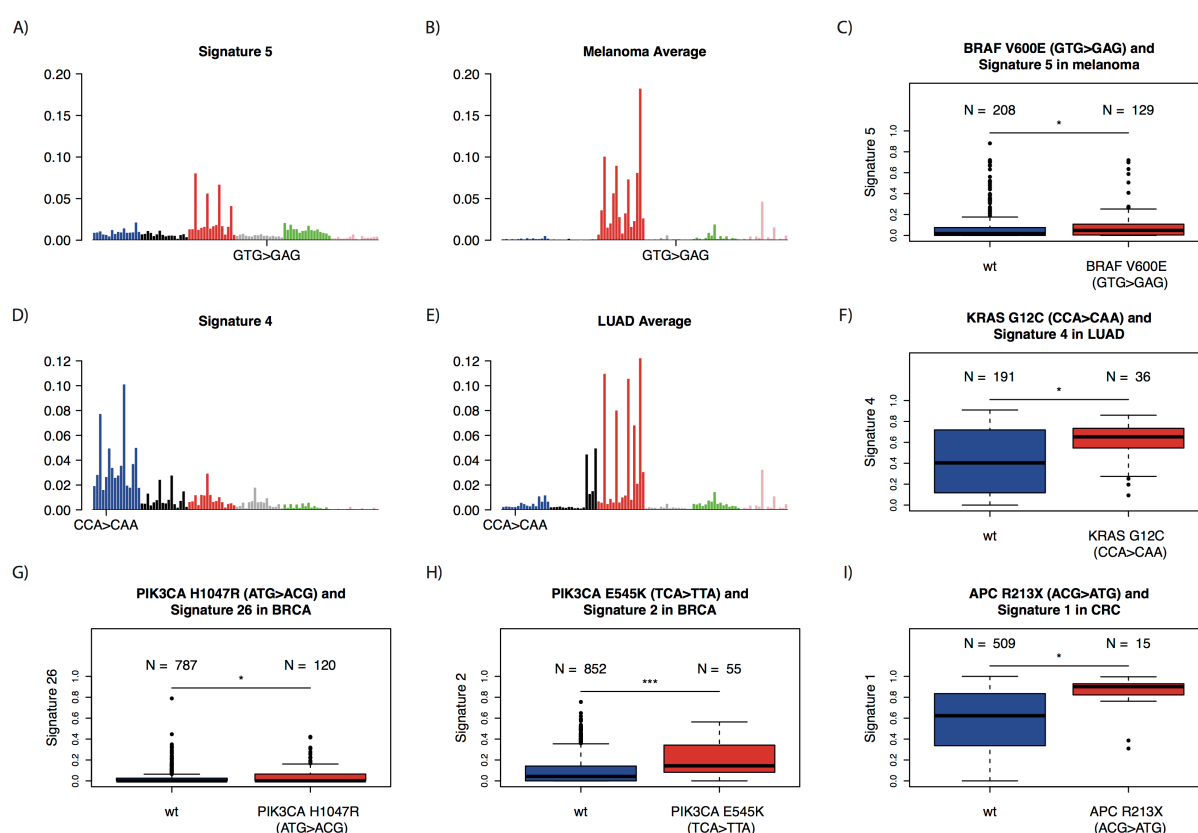 A)
Signature 5
0.20
0.15
0.10
0.05
0.00
GTG>GAG
B)
Melanoma Average
0.20
0.15
0.10
0.05
0.00
GTG>GAG
C)
BRAF V600E (GTG>GAG) and
Signature 5 in melanoma
N = 208 N = 129
*
Signature 5
1.0
0.8
0.6
0.4
0.2
0.0
wt BRAF V600E
(GTG>GAG)
D)
Signature 4
0.12
0.10
0.08
0.06
0.04
0.02
0.00
CCA>CAA
E)
LUAD Average
0.12
0.10
0.08
0.06
0.04
0.02
0.00
CCA>CAA
F)
KRAS G12C (CCA>CAA) and
Signature 4 in LUAD
N = 191 N = 36
*
Signature 4
1.0
0.8
0.6
0.4
0.2
0.0
wt KRAS G12C
(CCA>CAA)
G)
PIK3CA H1047R (ATG>ACG) and
Signature 26 in BRCA
N = 787 N = 120
*
Signature 26
1.0
0.8
0.6
0.4
0.2
0.0
wt PIK3CA H1047R
(ATG>ACG)
H)
PIK3CA E545K (TCA>TTA) and
Signature 2 in BRCA
N = 852 N = 55
***
Signature 2
1.0
0.8
0.6
0.4
0.2
0.0
wt PIK3CA E545K
(TCA>TTA)
I)
APC R213X (ACG>ATG) and
Signature 1 in CRC
N = 509 N = 15
*
Signature 1
1.0
0.8
0.6
0.4
0.2
0.0
wt APC R213X
(ACG>ATG)